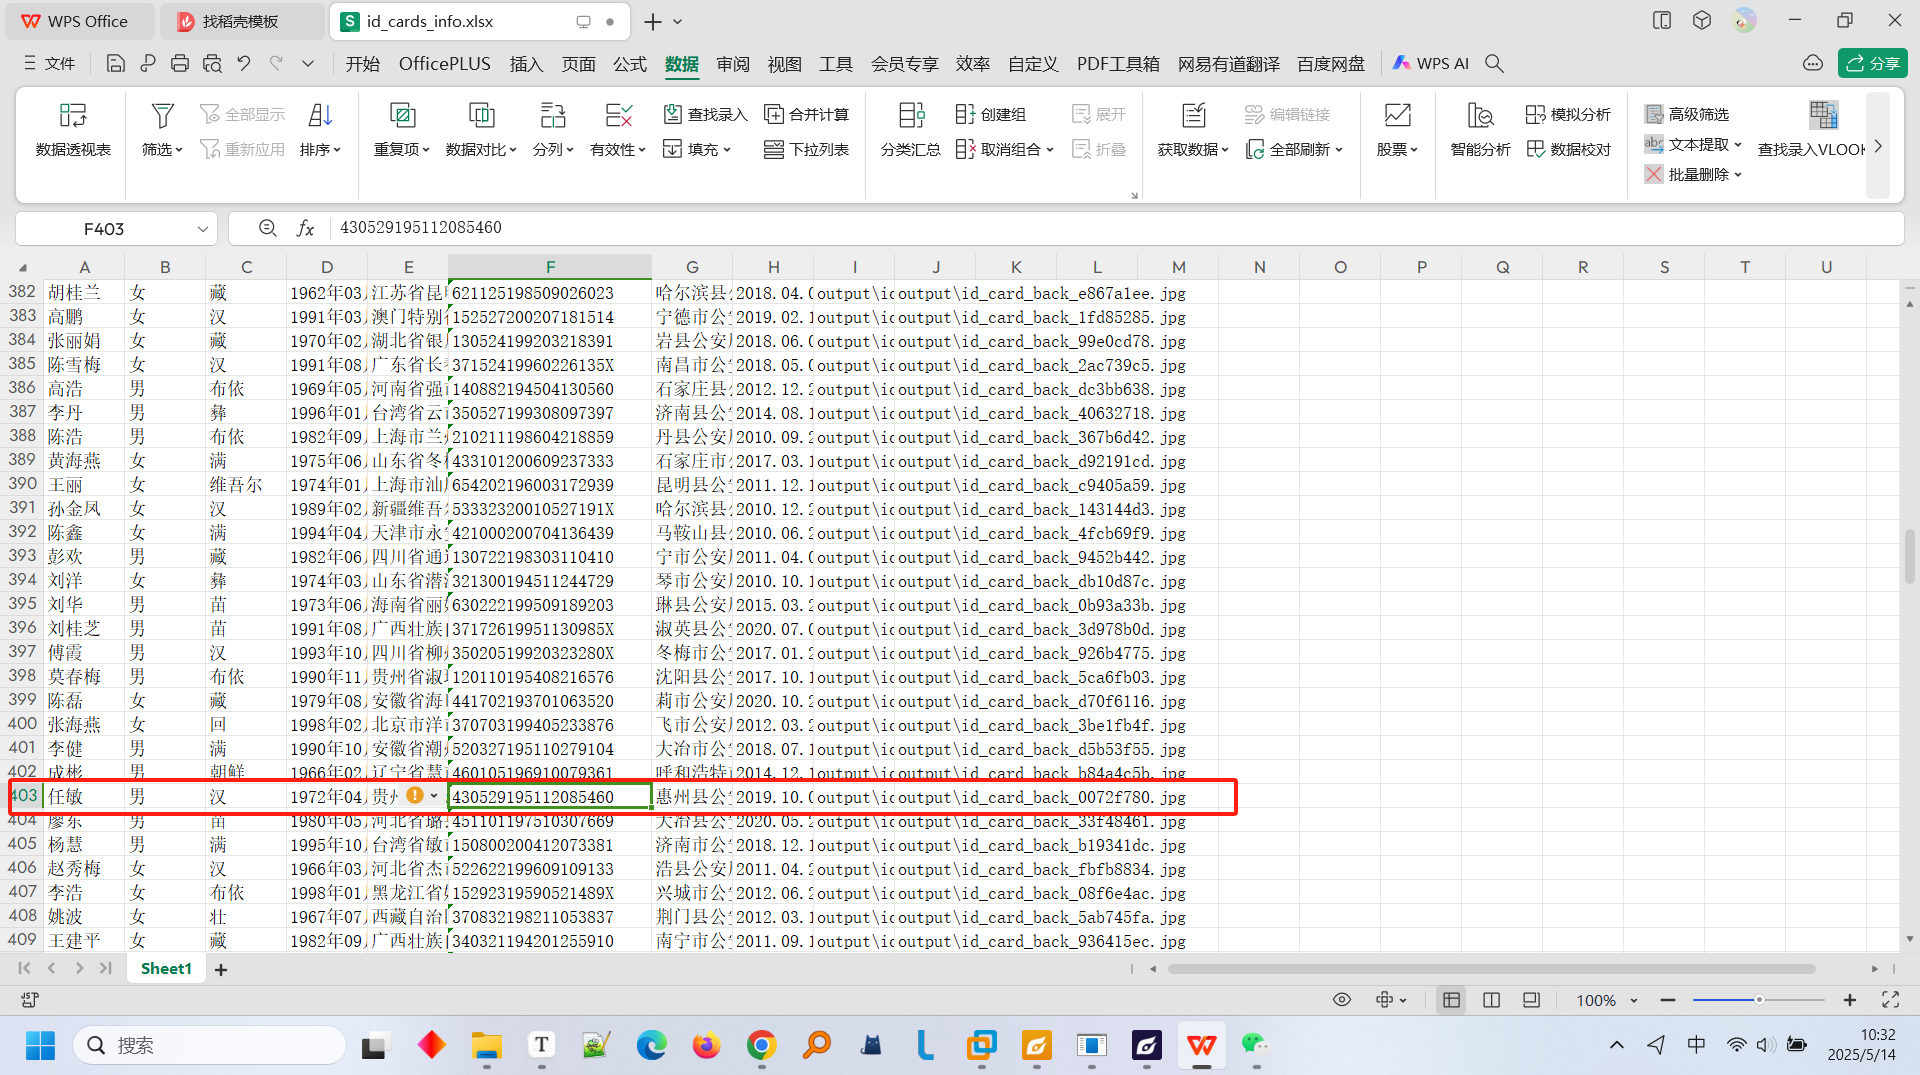 WPS Office 找稻壳模板 id_cards_info.xlsx
文件 开始 OfficePLUS 插入 页面 公式 数据 审阅 视图 工具 会员专享 效率 自定义 PDF工具箱 网易有道翻译 百度网盘 WPS AI 分享
全部显示 查找录入 合并计算 创建组 展开 编辑链接 模拟分析 高级筛选
数据透视表 筛选 重新应用 排序 重复项 数据对比 分列 有效性 填充 下拉列表 分类汇总 取消组合 折叠 获取数据 全部刷新 股票 智能分析 数据校对 文本提取 查找录入VLOOK
批量删除
F403 fx 430529195112085460
A B C D E F G H I J K L M N O P Q R S T U
382 胡桂兰 女 藏 1962年03 江苏省昆 621125198509026023 哈尔滨县 2018.04.0 output\ic output\id_card_back_e867a1ee.jpg
383 高鹏 女 汉 1991年03 澳门特别 152527200207181514 宁德市公 2019.02.1 output\ic output\id_card_back_1fd85285.jpg
384 张丽娟 女 藏 1970年02 湖北省银 130524199203218391 岩县公安 2018.06.0 output\ic output\id_card_back_99e0cd78.jpg
385 陈雪梅 女 汉 1991年08 广东省长 37152419960226135X 南昌市公 2018.05.0 output\ic output\id_card_back_2ac739c5.jpg
386 高浩 男 布依 1969年05 河南省强 140882194504130560 石家庄县 2012.12.2 output\ic output\id_card_back_dc3bb638.jpg
387 李丹 男 彝 1996年01 台湾省云 350527199308097397 济南县公 2014.08.1 output\ic output\id_card_back_40632718.jpg
388 陈浩 男 布依 1982年09 上海市兰 210211198604218859 丹县公安 2010.09.2 output\ic output\id_card_back_367b6d42.jpg
389 黄海燕 女 满 1975年06 山东省冬 433101200609237333 石家庄市 2017.03.1 output\ic output\id_card_back_d92191cd.jpg
390 王丽 女 维吾尔 1974年01 上海市汕 654202196003172939 昆明县公 2011.12.1 output\ic output\id_card_back_c9405a59.jpg
391 孙金凤 女 汉 1989年02 新疆维吾 53332320010527191X 哈尔滨县 2010.12.2 output\ic output\id_card_back_143144d3.jpg
392 陈鑫 女 满 1994年04 天津市永 421000200704136439 马鞍山县 2010.06.2 output\ic output\id_card_back_4fcb69f9.jpg
393 彭欢 男 藏 1982年06 四川省通 130722198303110410 宁市公安 2011.04.0 output\ic output\id_card_back_9452b442.jpg
394 刘洋 女 彝 1974年03 山东省潜 321300194511244729 琴市公安 2010.10.1 output\ic output\id_card_back_db10d87c.jpg
395 刘华 男 苗 1973年06 海南省丽 630222199509189203 琳县公安 2015.03.2 output\ic output\id_card_back_0b93a33b.jpg
396 刘桂芝 男 苗 1991年08 广西壮族 37172619951130985X 淑英县公 2020.07.0 output\ic output\id_card_back_3d978b0d.jpg
397 傅霞 男 汉 1993年10 四川省柳 35020519920323280X 冬梅市公 2017.01.2 output\ic output\id_card_back_926b4775.jpg
398 莫春梅 男 布依 1990年11 贵州省淑 120110195408216576 沈阳县公 2017.10.1 output\ic output\id_card_back_5ca6fb03.jpg
399 陈磊 女 藏 1979年08 安徽省海 441702193701063520 莉市公安 2020.10.2 output\ic output\id_card_back_d70f6116.jpg
400 张海燕 女 回 1998年02 北京市洋 370703199405233876 飞市公安 2012.03.2 output\ic output\id_card_back_3be1fb4f.jpg
401 李健 男 满 1990年10 安徽省潮 520327195110279104 大冶市公 2018.07.1 output\ic output\id_card_back_d5b53f55.jpg
402 成彬 男 朝鲜 1966年02 辽宁省慧 460105196910079361 呼和浩特 2014.12.1 output\ic output\id_card_back_b84a4c5b.jpg
403 任敏 男 汉 1972年04 贵州 430529195112085460 惠州县公 2019.10.0 output\ic output\id_card_back_0072f780.jpg
404 廖东 男 苗 1980年05 河北省璐 451101197510307669 大冶县公 2020.05.2 output\ic output\id_card_back_33f48461.jpg
405 杨慧 男 满 1995年10 台湾省敏 150800200412073381 济南市公 2018.12.1 output\ic output\id_card_back_b19341dc.jpg
406 赵秀梅 女 汉 1966年03 河北省杰 522622199609109133 浩县公安 2011.04.2 output\ic output\id_card_back_fbfb8834.jpg
407 李浩 女 布依 1998年01 黑龙江省 15292319590521489X 兴城市公 2012.06.2 output\ic output\id_card_back_08f6e4ac.jpg
408 姚波 女 壮 1967年07 西藏自治 370832198211053837 荆门县公 2012.03.1 output\ic output\id_card_back_5ab745fa.jpg
409 王建平 女 藏 1982年09 广西壮族 340321194201255910 南宁市公 2011.09.1 output\ic output\id_card_back_936415ec.jpg
Sheet1
100%
搜索 中 10:32
2025/5/14